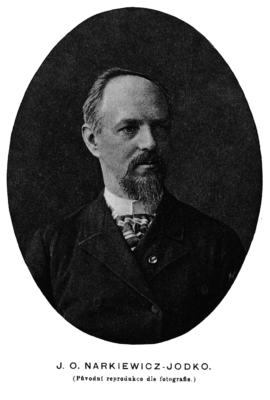 J. O. NARKIEWICZ-JODKO.
(Původní reprodukce dle fotografie.)